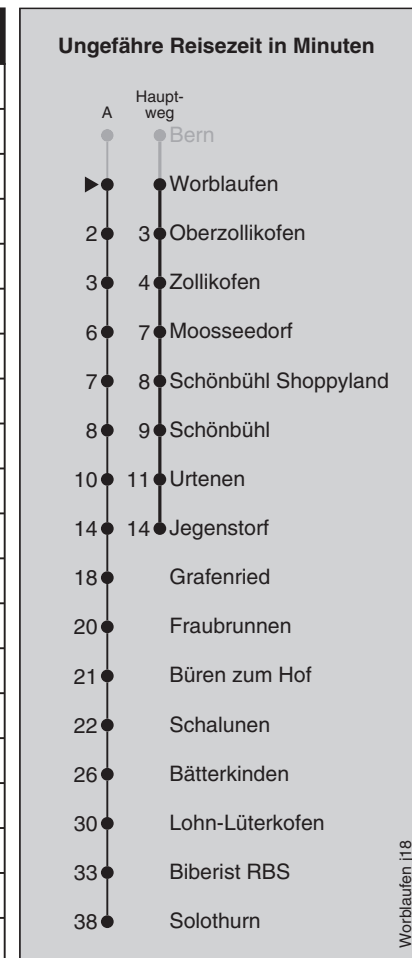 Ungefähre Reisezeit in Minuten
A Haupt-
weg
Bern
Worblaufen
2 3 Oberzollikofen
3 4 Zollikofen
6 7 Moosseedorf
7 8 Schönbühl Shoppyland
8 9 Schönbühl
10 11 Urtenen
14 14 Jegenstorf
18 Grafenried
20 Fraubrunnen
21 Büren zum Hof
22 Schalunen
26 Bätterkinden
30 Lohn-Lüterkofen
33 Biberist RBS
38 Solothurn
Worblaufen i18